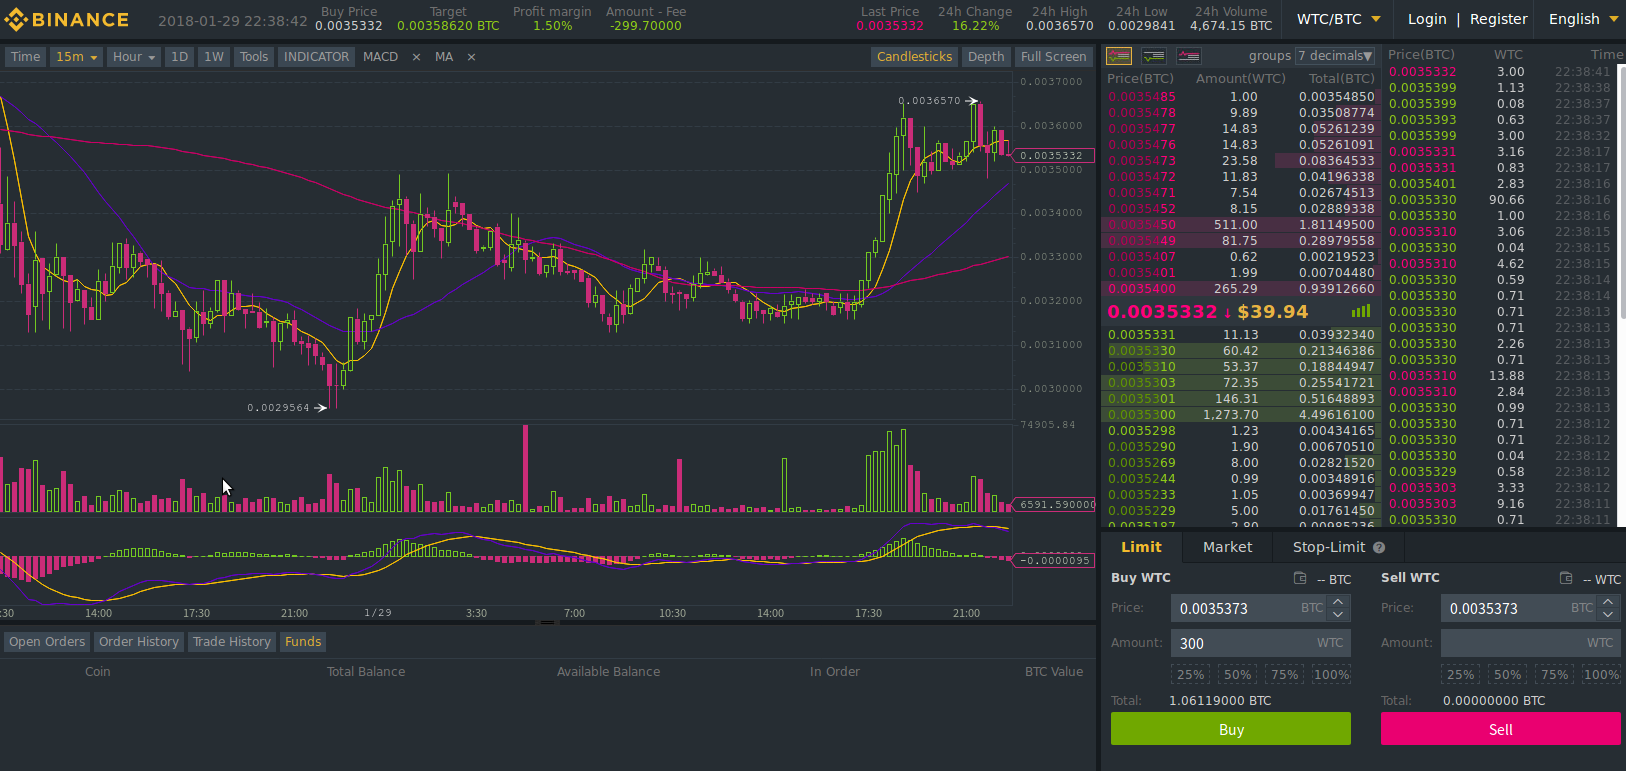 BINANCE 2018-01-29 22:38:42 Buy Price Target Profit margin Amount - Fee Last Price 24h Change 24h High 24h Low 24h Volume WTC/BTC Login | Register English
0.0035332 0.00358620 BTC 1.50% -299.70000 0.0035332 16.22% 0.0036570 0.0029841 4,674.15 BTC
Time 15m Hour 1D 1W Tools INDICATOR MACD × MA × Candlesticks Depth Full Screen
0.0037000
0.0036570
0.0036000
0.0035332
0.0035000
0.0034000
0.0033000
0.0032000
0.0031000
0.0030000
0.0029564
74905.84
6591.590000
-0.0000095
:30 14:00 17:30 21:00 1/29 3:30 7:00 10:30 14:00 17:30 21:00
Open Orders Order History Trade History Funds
Coin Total Balance Available Balance In Order BTC Value
groups 7 decimals▼
Price(BTC) Amount(WTC) Total(BTC)
0.0035485 1.00 0.00354850
0.0035478 9.89 0.03508774
0.0035477 14.83 0.05261239
0.0035476 14.83 0.05261091
0.0035473 23.58 0.08364533
0.0035472 11.83 0.04196338
0.0035471 7.54 0.02674513
0.0035452 8.15 0.02889338
0.0035450 511.00 1.81149500
0.0035449 81.75 0.28979558
0.0035407 0.62 0.00219523
0.0035401 1.99 0.00704480
0.0035400 265.29 0.93912660
0.0035332 ↓ $39.94
0.0035331 11.13 0.03932340
0.0035330 60.42 0.21346386
0.0035310 53.37 0.18844947
0.0035303 72.35 0.25541721
0.0035301 146.31 0.51648893
0.0035300 1,273.70 4.49616100
0.0035298 1.23 0.00434165
0.0035290 1.90 0.00670510
0.0035269 8.00 0.02821520
0.0035244 0.99 0.00348916
0.0035233 1.05 0.00369947
0.0035229 5.00 0.01761450
0.0035187 2.80 0.00985236
Price(BTC) WTC Time
0.0035332 3.00 22:38:41
0.0035399 1.13 22:38:38
0.0035399 0.08 22:38:37
0.0035393 0.63 22:38:37
0.0035399 3.00 22:38:32
0.0035331 3.16 22:38:17
0.0035331 0.83 22:38:17
0.0035401 2.83 22:38:16
0.0035330 90.66 22:38:16
0.0035330 1.00 22:38:16
0.0035310 3.06 22:38:15
0.0035330 0.04 22:38:15
0.0035310 4.62 22:38:15
0.0035330 0.59 22:38:14
0.0035330 0.71 22:38:14
0.0035330 0.71 22:38:13
0.0035330 0.71 22:38:13
0.0035330 2.26 22:38:13
0.0035330 0.71 22:38:13
0.0035310 13.88 22:38:13
0.0035310 2.84 22:38:13
0.0035330 0.99 22:38:13
0.0035330 0.71 22:38:12
0.0035330 0.71 22:38:12
0.0035330 0.04 22:38:12
0.0035329 0.58 22:38:12
0.0035303 3.33 22:38:12
0.0035303 9.16 22:38:11
0.0035330 0.71 22:38:11
Limit Market Stop-Limit ?
Buy WTC -- BTC
Price: 0.0035373 BTC
Amount: 300 WTC
25% 50% 75% 100%
Total: 1.06119000 BTC
Buy
Sell WTC -- WTC
Price: 0.0035373 BTC
Amount: WTC
25% 50% 75% 100%
Total: 0.00000000 BTC
Sell